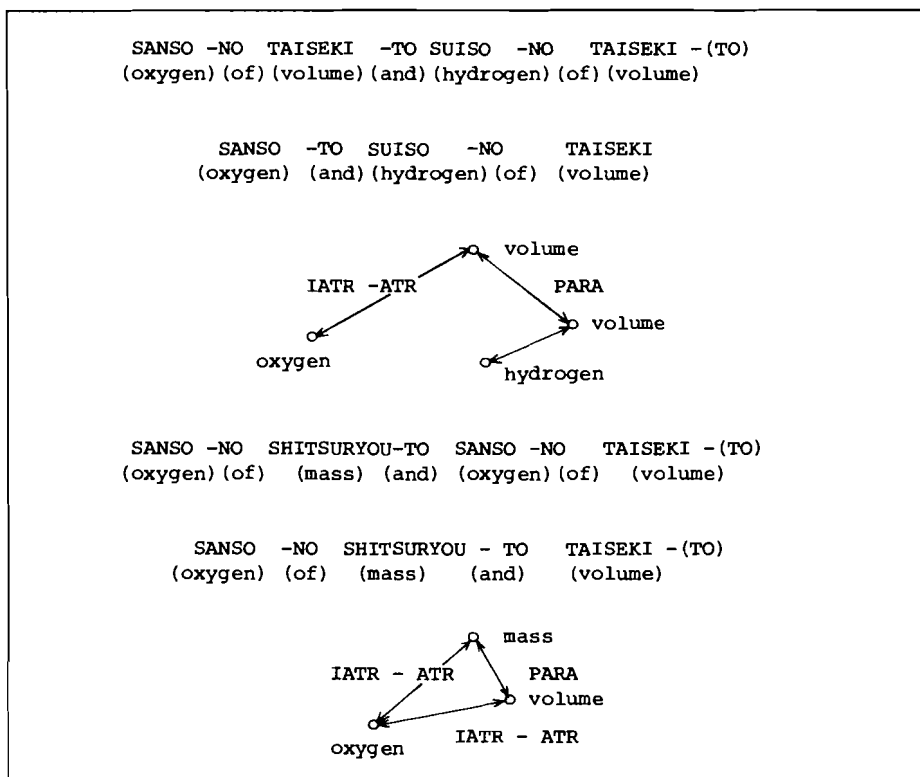 SANSO -NO TAISEKI -TO SUISO -NO TAISEKI -(TO)
(oxygen) (of) (volume) (and) (hydrogen) (of) (volume)
SANSO -TO SUISO -NO TAISEKI
(oxygen) (and) (hydrogen) (of) (volume)
volume
IATR -ATR PARA
volume
oxygen
hydrogen
SANSO -NO SHITSURYOU-TO SANSO -NO TAISEKI -(TO)
(oxygen) (of) (mass) (and) (oxygen) (of) (volume)
SANSO -NO SHITSURYOU - TO TAISEKI -(TO)
(oxygen) (of) (mass) (and) (volume)
mass
IATR - ATR PARA
volume
oxygen
IATR - ATR